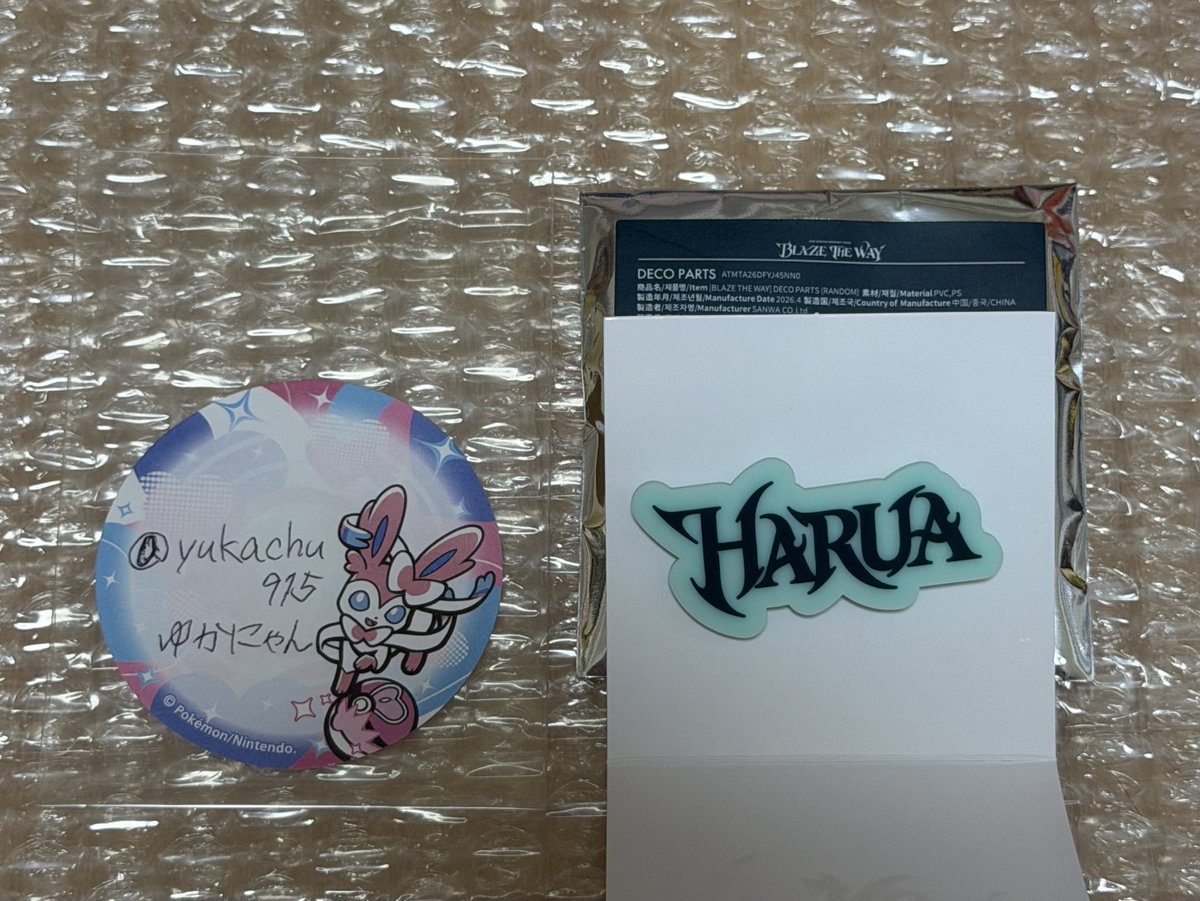 @yukachu
915
ゆかにゃん
© Pokémon/Nintendo.
BLAZE THE WAY
DECO PARTS ATMTA26DFYJ45NN0
商品名/제품명/Item [BLAZE THE WAY] DECO PARTS (RANDOM) 素材/재질/Material PVC,PS
製造年月/제조년월/Manufacture Date 2026.4 製造国/제조국/Country of Manufacture 中国/중국/CHINA
製造者/제조자명/Manufacturer SANWA CO.Ltd
HARUA